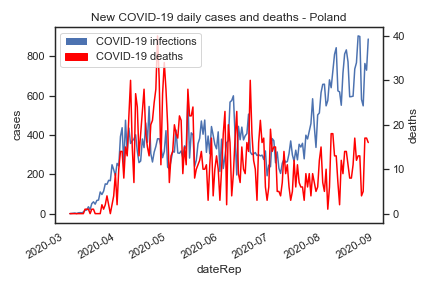 New COVID-19 daily cases and deaths - Poland
COVID-19 infections
COVID-19 deaths
800
600
400
200
0
cases
40
30
20
10
0
deaths
2020-03
2020-04
2020-05
2020-06
2020-07
2020-08
2020-09
dateRep